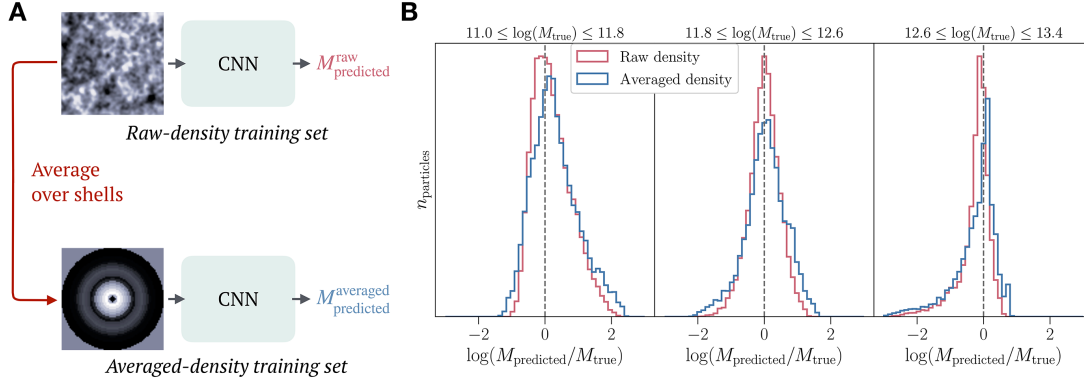 A
CNN
M^raw_predicted
Raw-density training set
Average
over shells
CNN
M^averaged_predicted
Averaged-density training set
B
11.0 ≤ log(M_true) ≤ 11.8
11.8 ≤ log(M_true) ≤ 12.6
12.6 ≤ log(M_true) ≤ 13.4
Raw density
Averaged density
n_particles
−2 0 2
−2 0 2
−2 0 2
log(M_predicted/M_true)
log(M_predicted/M_true)
log(M_predicted/M_true)